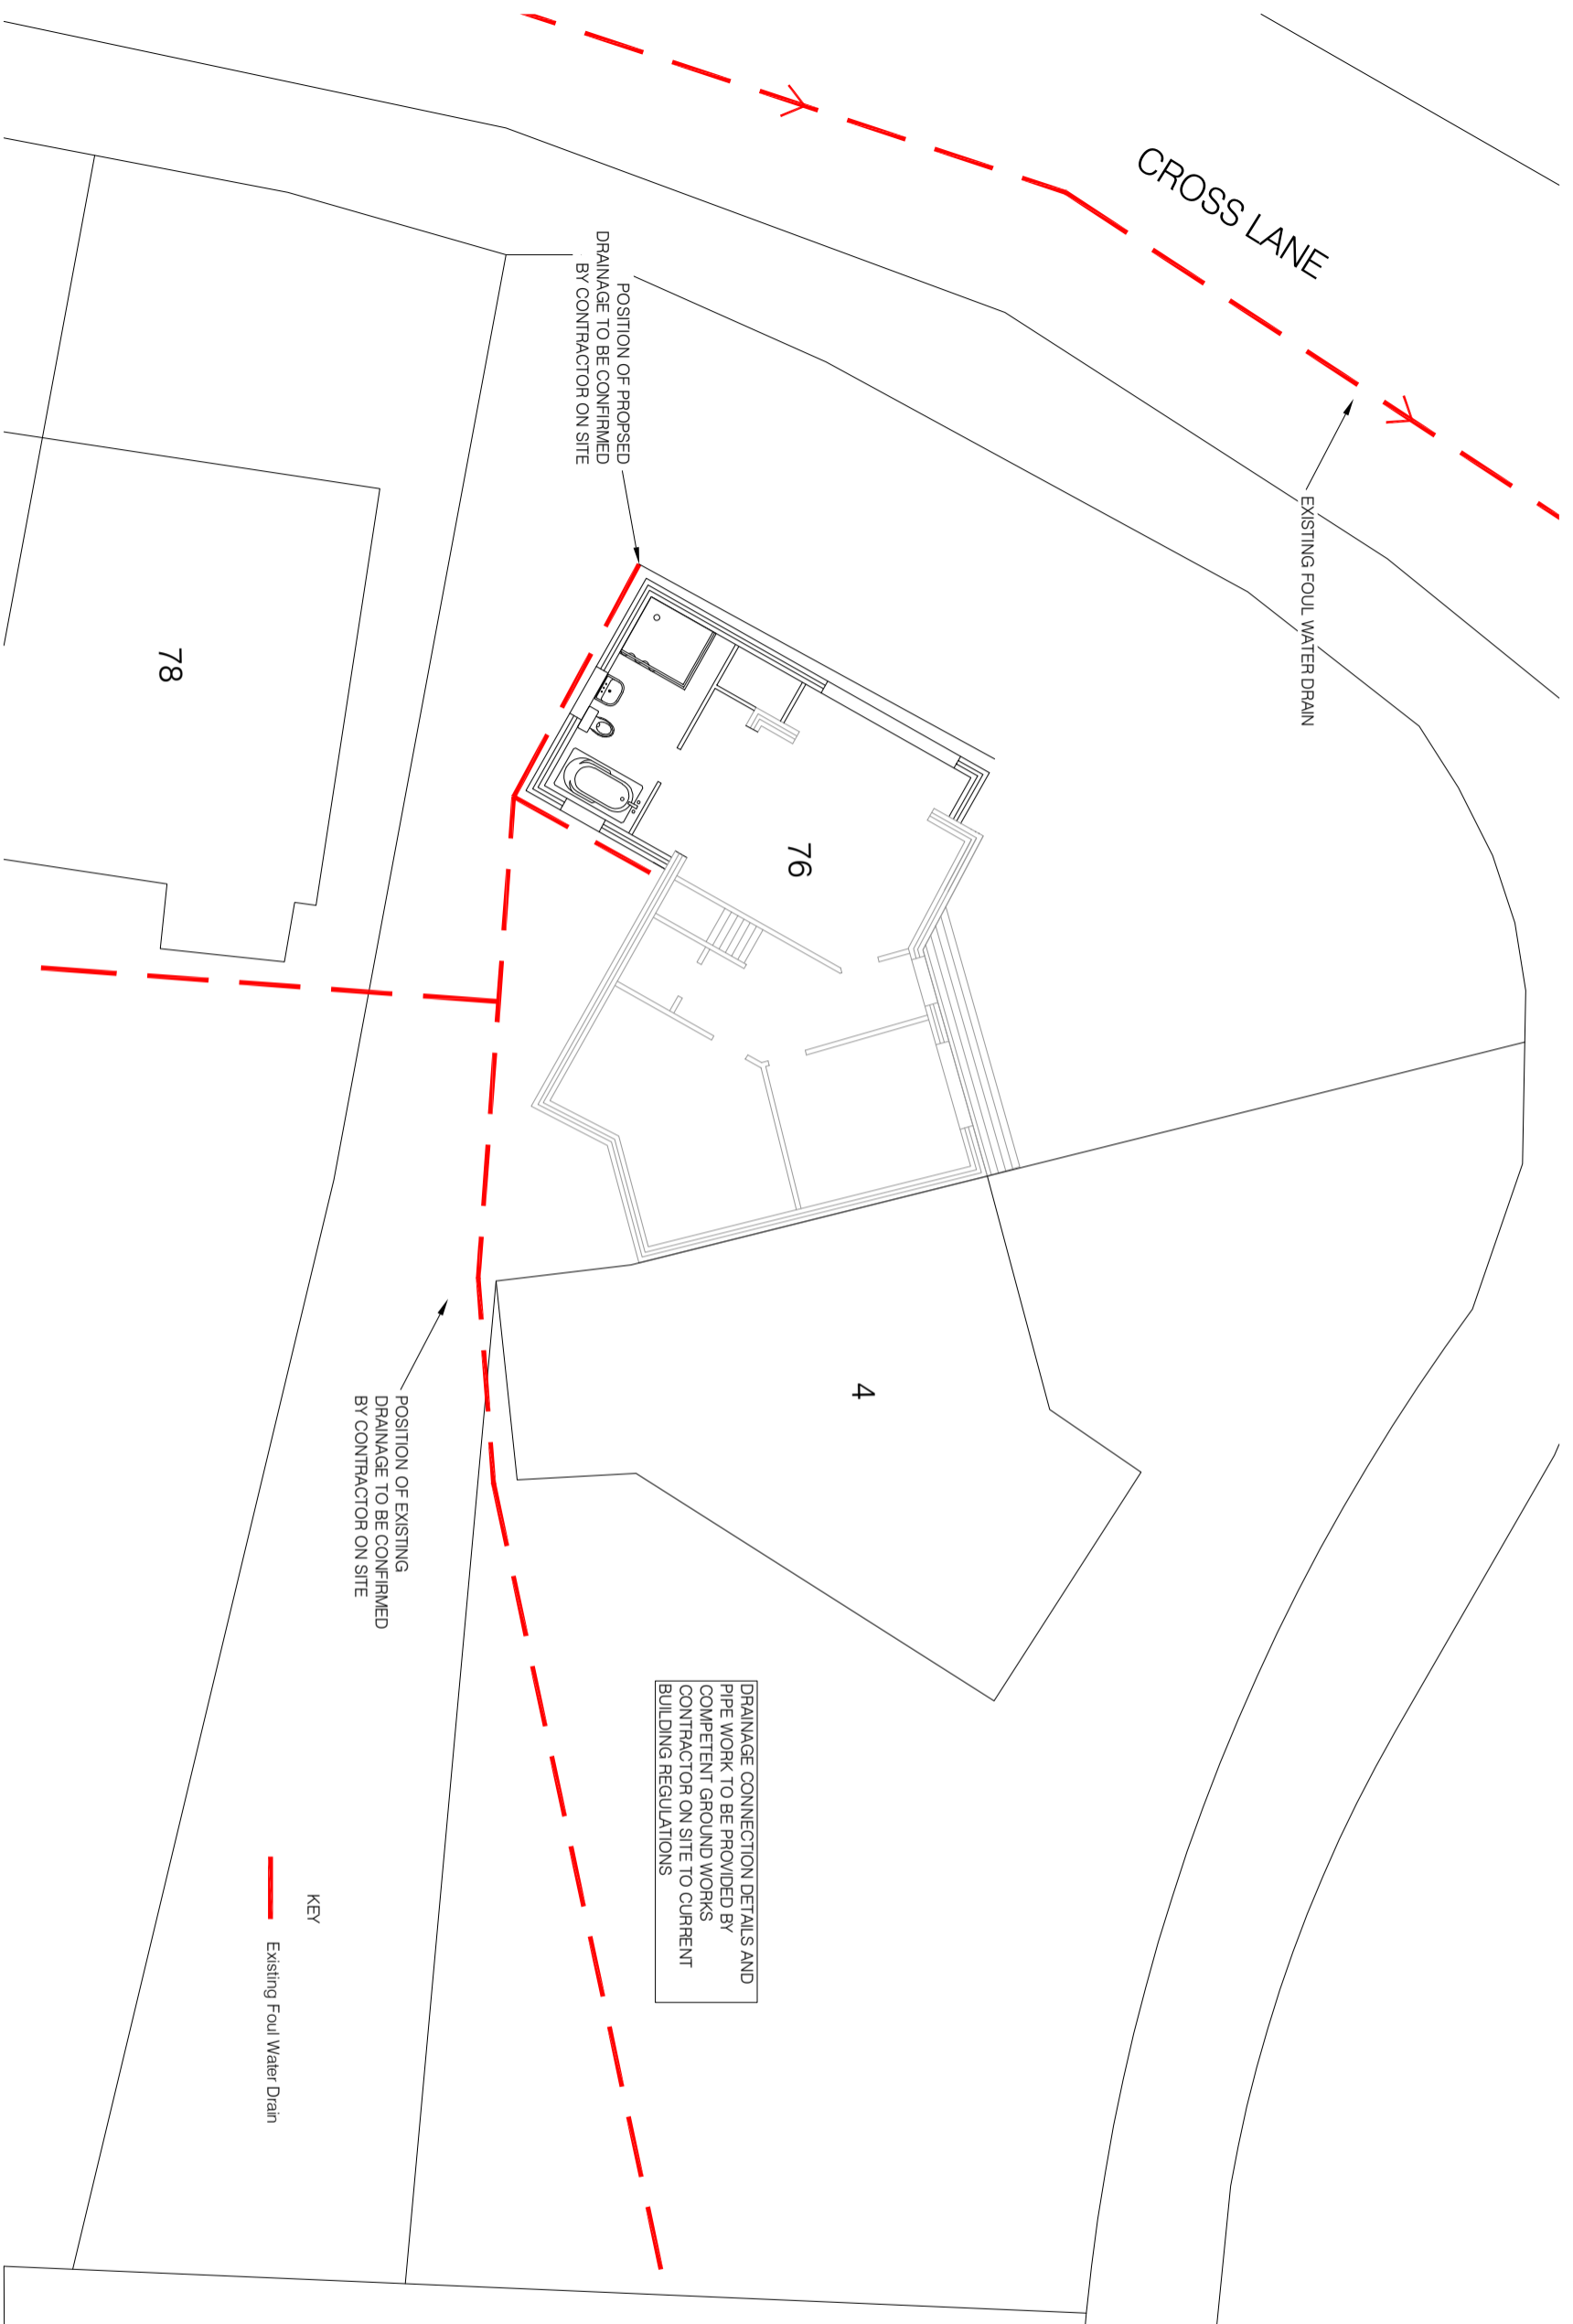 CROSS LANE
POSITION OF PROPSED
DRAINAGE TO BE CONFIRMED
BY CONTRACTOR ON SITE
EXISTING FOUL WATER DRAIN
78
76
4
POSITION OF EXISTING
DRAINAGE TO BE CONFIRMED
BY CONTRACTOR ON SITE
DRAINAGE CONNECTION DETAILS AND
PIPE WORK TO BE PROVIDED BY
COMPETENT GROUND WORKS
CONTRACTOR ON SITE TO CURRENT
BUILDING REGULATIONS
KEY
Existing Foul Water Drain